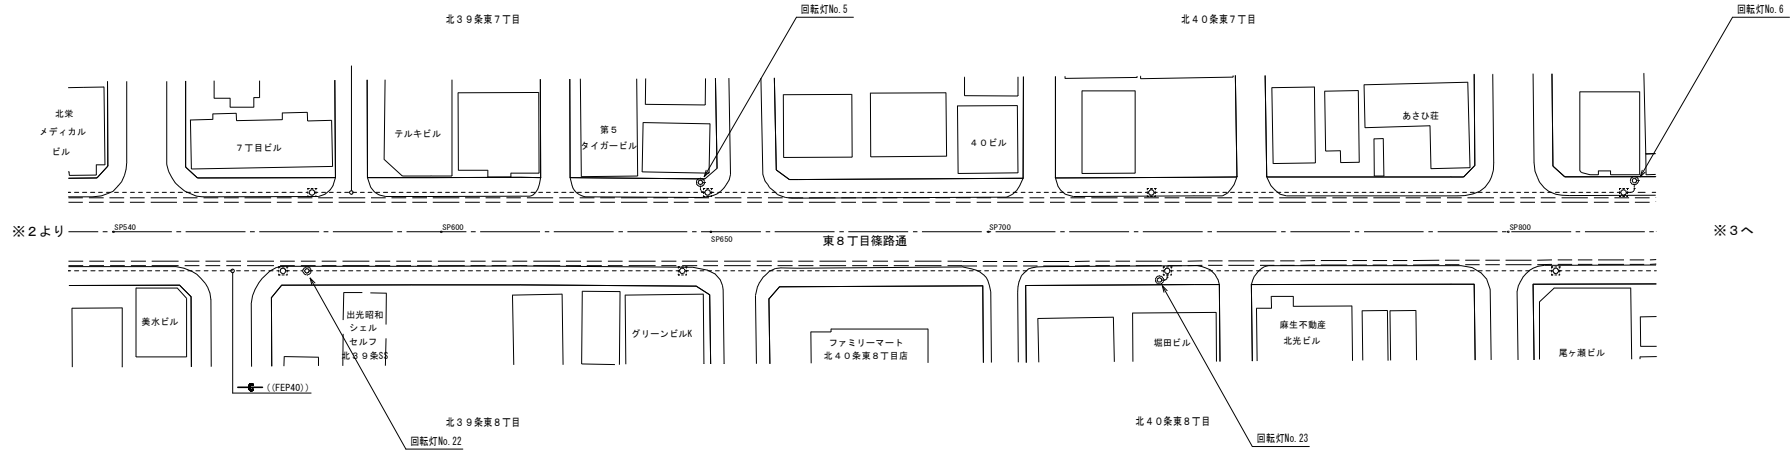 北３９条東７丁目
回転灯No.5
北４０条東７丁目
回転灯No.6
北栄
メディカル
ビル
７丁目ビル
テルキビル
第５
タイガービル
４０ビル
あさひ荘
※２より
SP540
SP600
SP650
東８丁目篠路通
SP700
SP800
※３へ
美水ビル
出光昭和
シェル
セルフ
北３９条SS
グリーンビルK
ファミリーマート
北４０条東８丁目店
堀田ビル
麻生不動産
北光ビル
尾ヶ瀬ビル
((FEP40))
北３９条東８丁目
回転灯No.22
北４０条東８丁目
回転灯No.23